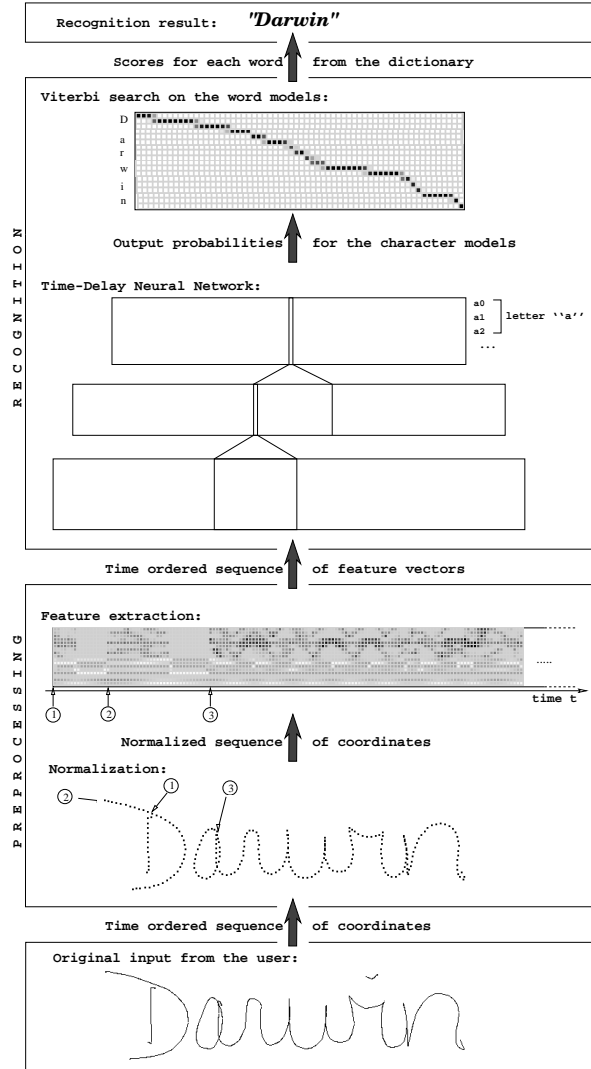 Recognition result: "Darwin"
Scores for each word from the dictionary
Viterbi search on the word models:
D
a
r
w
i
n
Output probabilities for the character models
Time-Delay Neural Network:
a0
a1 letter ``a''
a2
...
RECOGNITION
Time ordered sequence of feature vectors
Feature extraction:
.....
time t
1 2 3
Normalized sequence of coordinates
Normalization:
1
2 3
Darwin
PREPROCESSING
Time ordered sequence of coordinates
Original input from the user:
Darwin